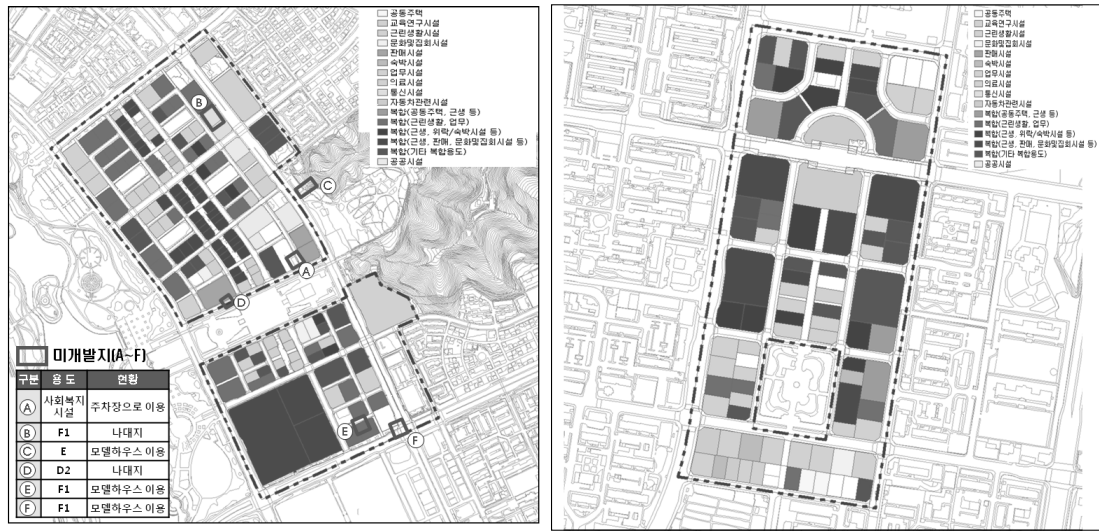 공동주택
교육연구시설
근린생활시설
문화및집회시설
판매시설
숙박시설
업무시설
의료시설
통신시설
자동차관련시설
복합(공동주택, 근생 등)
복합(근린생활, 업무)
복합(근생, 위락/숙박시설 등)
복합(근생, 판매, 문화및집회시설 등)
복합(기타 복합용도)
공공시설
B
C
A
D
E
F
미개발지(A~F)
구분 용 도 현황
A 사회복지시설 주차장으로 이용
B F1 나대지
C E 모델하우스 이용
D D2 나대지
E F1 모델하우스 이용
F F1 모델하우스 이용
공동주택
교육연구시설
근린생활시설
문화및집회시설
판매시설
숙박시설
업무시설
의료시설
통신시설
자동차관련시설
복합(공동주택, 근생 등)
복합(근린생활, 업무)
복합(근생, 위락/숙박시설 등)
복합(근생, 판매, 문화및집회시설 등)
복합(기타 복합용도)
공공시설